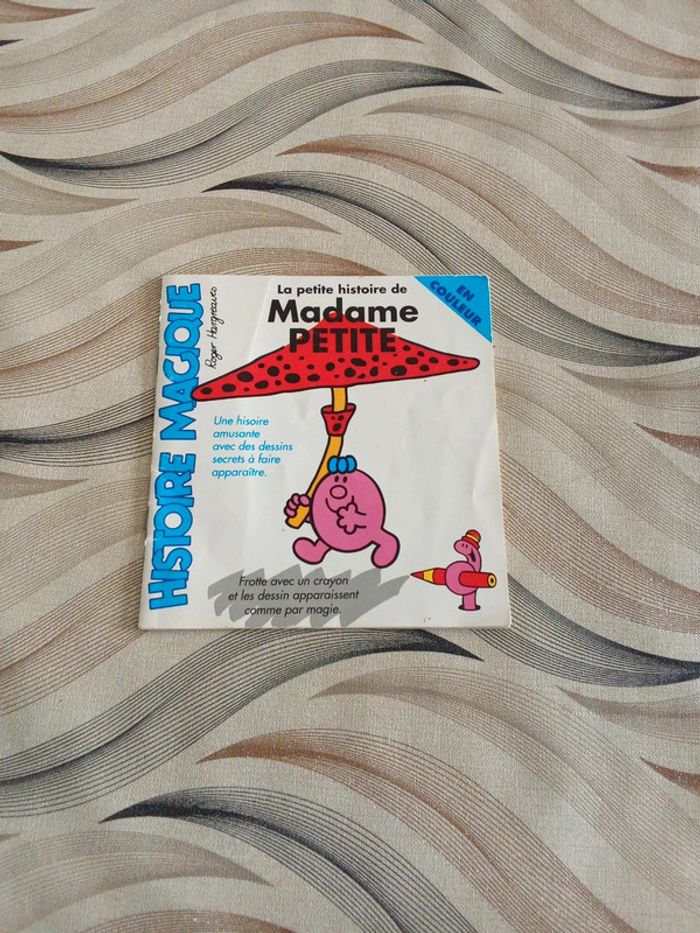 La petite histoire de
Madame
PETITE
EN
COULEUR
HISTOIRE MAGIQUE
Roger Hargreaves
Une hisoire
amusante
avec des dessins
secrets à faire
apparaître.
Frotte avec un crayon
et les dessin apparaissent
comme par magie.